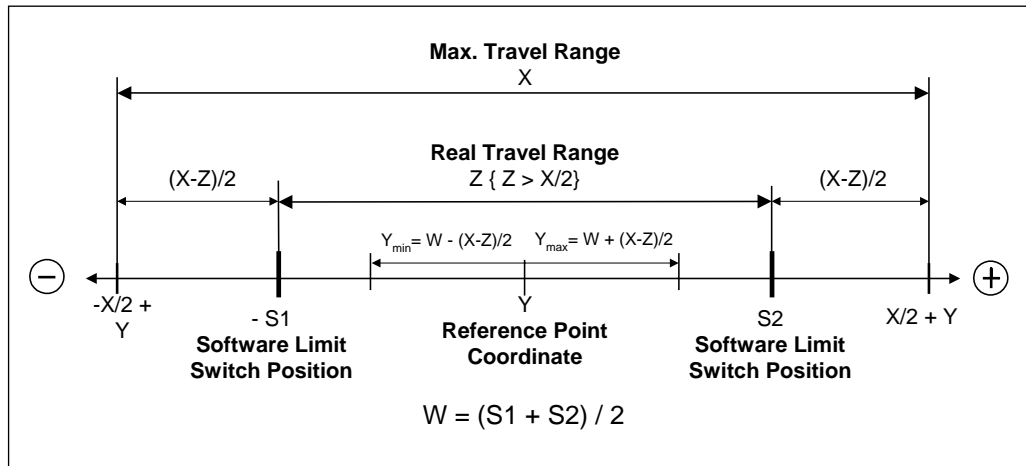 Max. Travel Range
X
Real Travel Range
(X-Z)/2
Z { Z > X/2}
(X-Z)/2
Ymin= W - (X-Z)/2
Ymax= W + (X-Z)/2
−
+
-X/2 +
Y
- S1
Software Limit
Switch Position
Y
Reference Point
Coordinate
S2
Software Limit
Switch Position
X/2 + Y
W = (S1 + S2) / 2